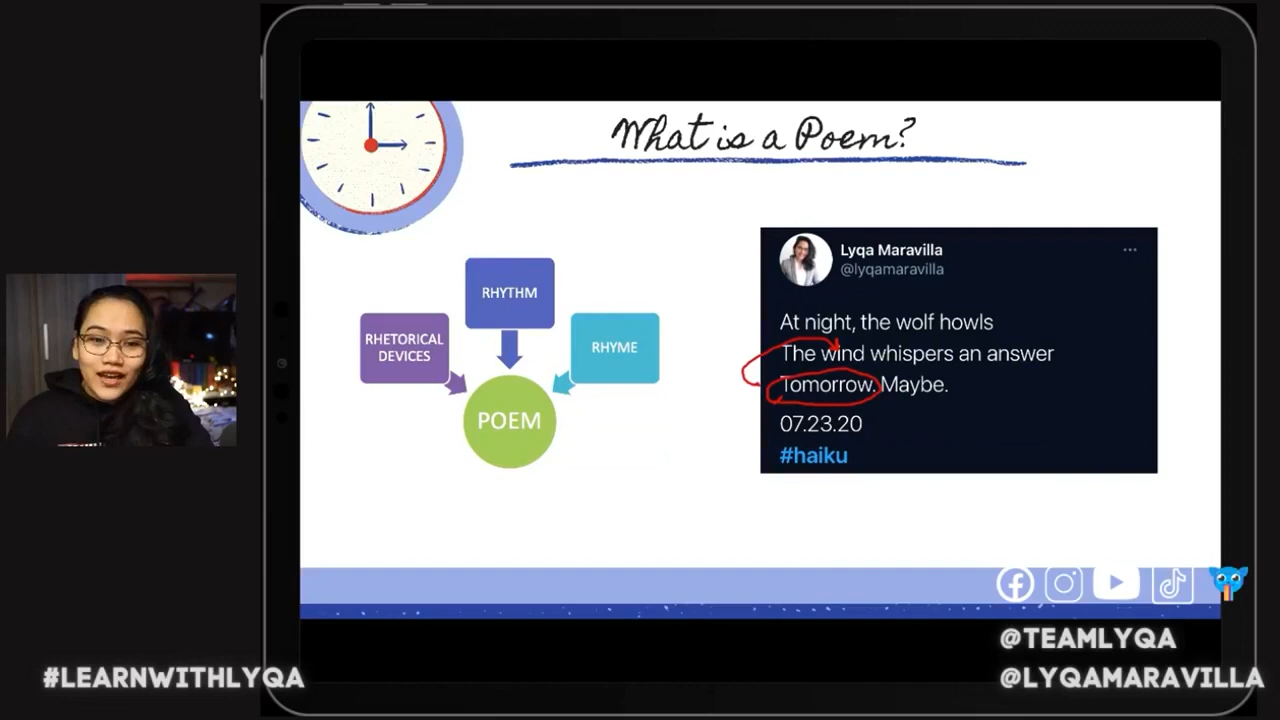 What is a Poem?
RHYTHM
RHETORICAL
DEVICES
RHYME
POEM
Lyqa Maravilla
@lyqamaravilla
At night, the wolf howls
The wind whispers an answer
Tomorrow. Maybe.
07.23.20
#haiku
@TEAMLYQA
#LEARNWITHLYQA
@LYQAMARAVILLA